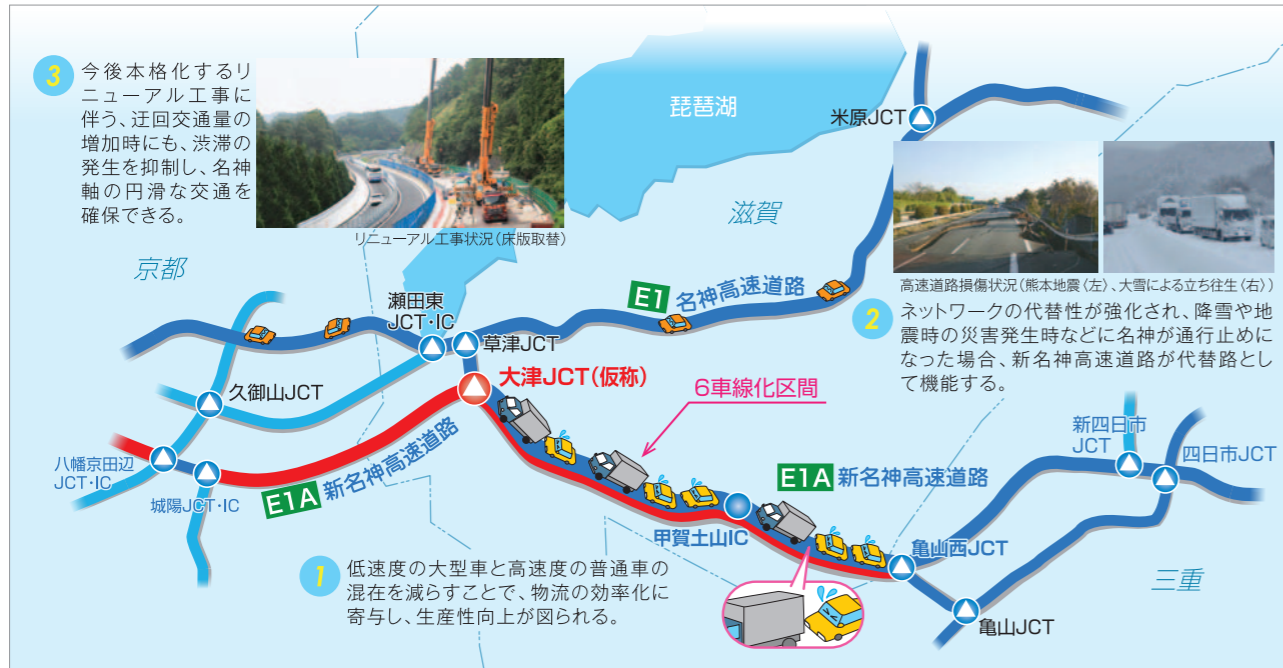 3
今後本格化するリ
ニューアル工事に
伴う、迂回交通量の
増加時にも、渋滞の
発生を抑制し、名神
軸の円滑な交通を
確保できる。
リニューアル工事状況(床版取替)
琵琶湖
米原JCT
滋賀
京都
高速道路損傷状況(熊本地震〈左〉、大雪による立ち往生〈右〉)
2
ネットワークの代替性が強化され、降雪や地
震時の災害発生時などに名神が通行止めに
なった場合、新名神高速道路が代替路とし
て機能する。
E1 名神高速道路
瀬田東
JCT・IC
草津JCT
大津JCT(仮称)
6車線化区間
久御山JCT
新四日市
JCT
四日市JCT
八幡京田辺
JCT・IC
城陽JCT・IC
E1A 新名神高速道路
E1A 新名神高速道路
甲賀土山IC
亀山西JCT
三重
亀山JCT
1
低速度の大型車と高速度の普通車の
混在を減らすことで、物流の効率化に
寄与し、生産性向上が図られる。